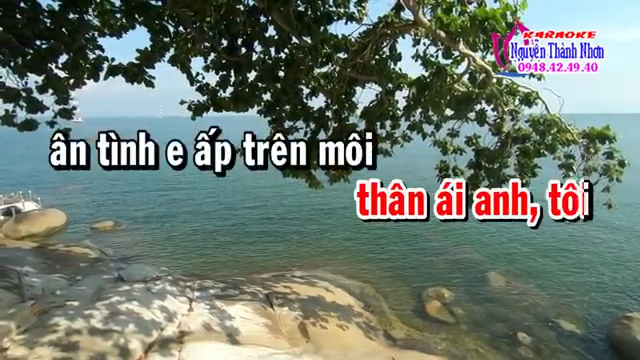 KARAOKE
Nguyễn Thành Nhơn
0948.42.49.40
ân tình e ấp trên môi
thân ái anh, tôi